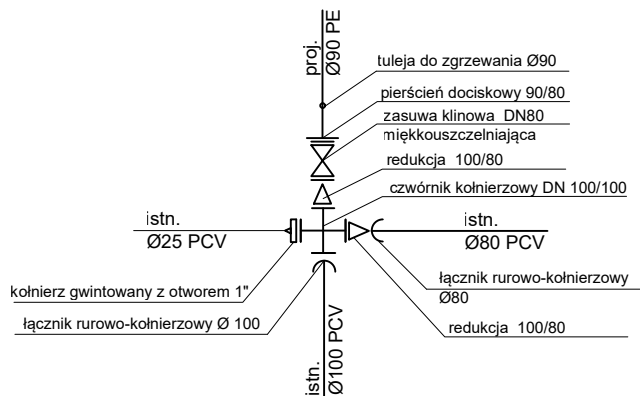 proj.
Ø90 PE
tuleja do zgrzewania Ø90
pierścień dociskowy 90/80
zasuwa klinowa DN80
miękkouszczelniająca
redukcja 100/80
czwórnik kołnierzowy DN 100/100
istn.
Ø25 PCV
istn.
Ø80 PCV
kołnierz gwintowany z otworem 1"
łącznik rurowo-kołnierzowy
Ø80
łącznik rurowo-kołnierzowy Ø 100
redukcja 100/80
istn.
Ø100 PCV